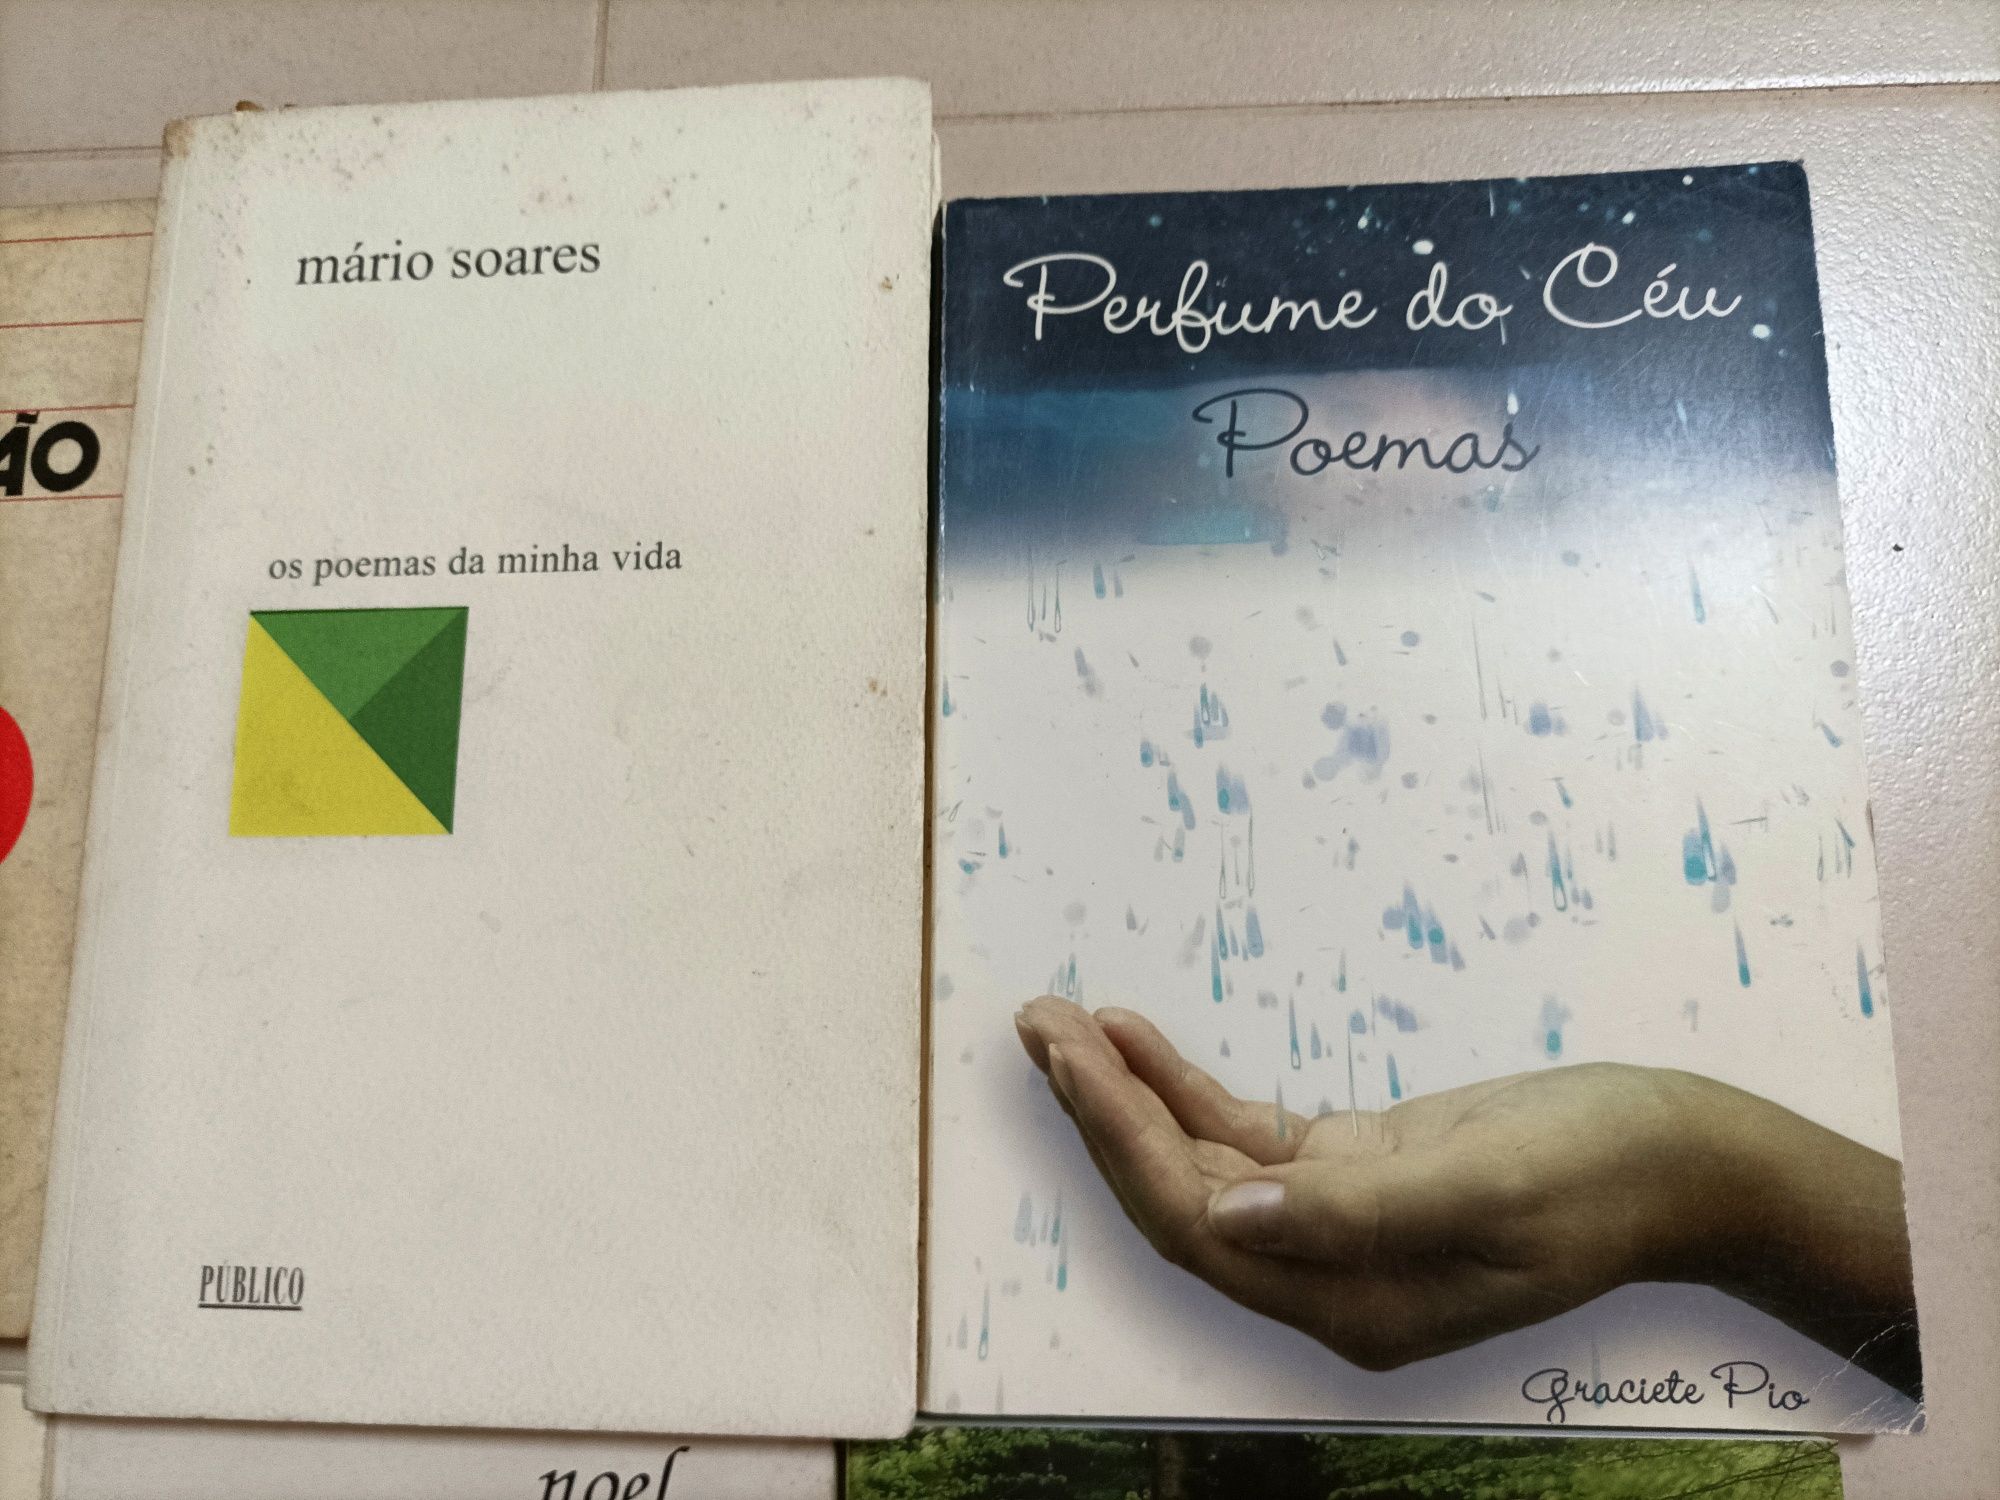 mário soares
os poemas da minha vida
PÚBLICO
Perfume do Céu
Poemas
Graciete Pio
noel